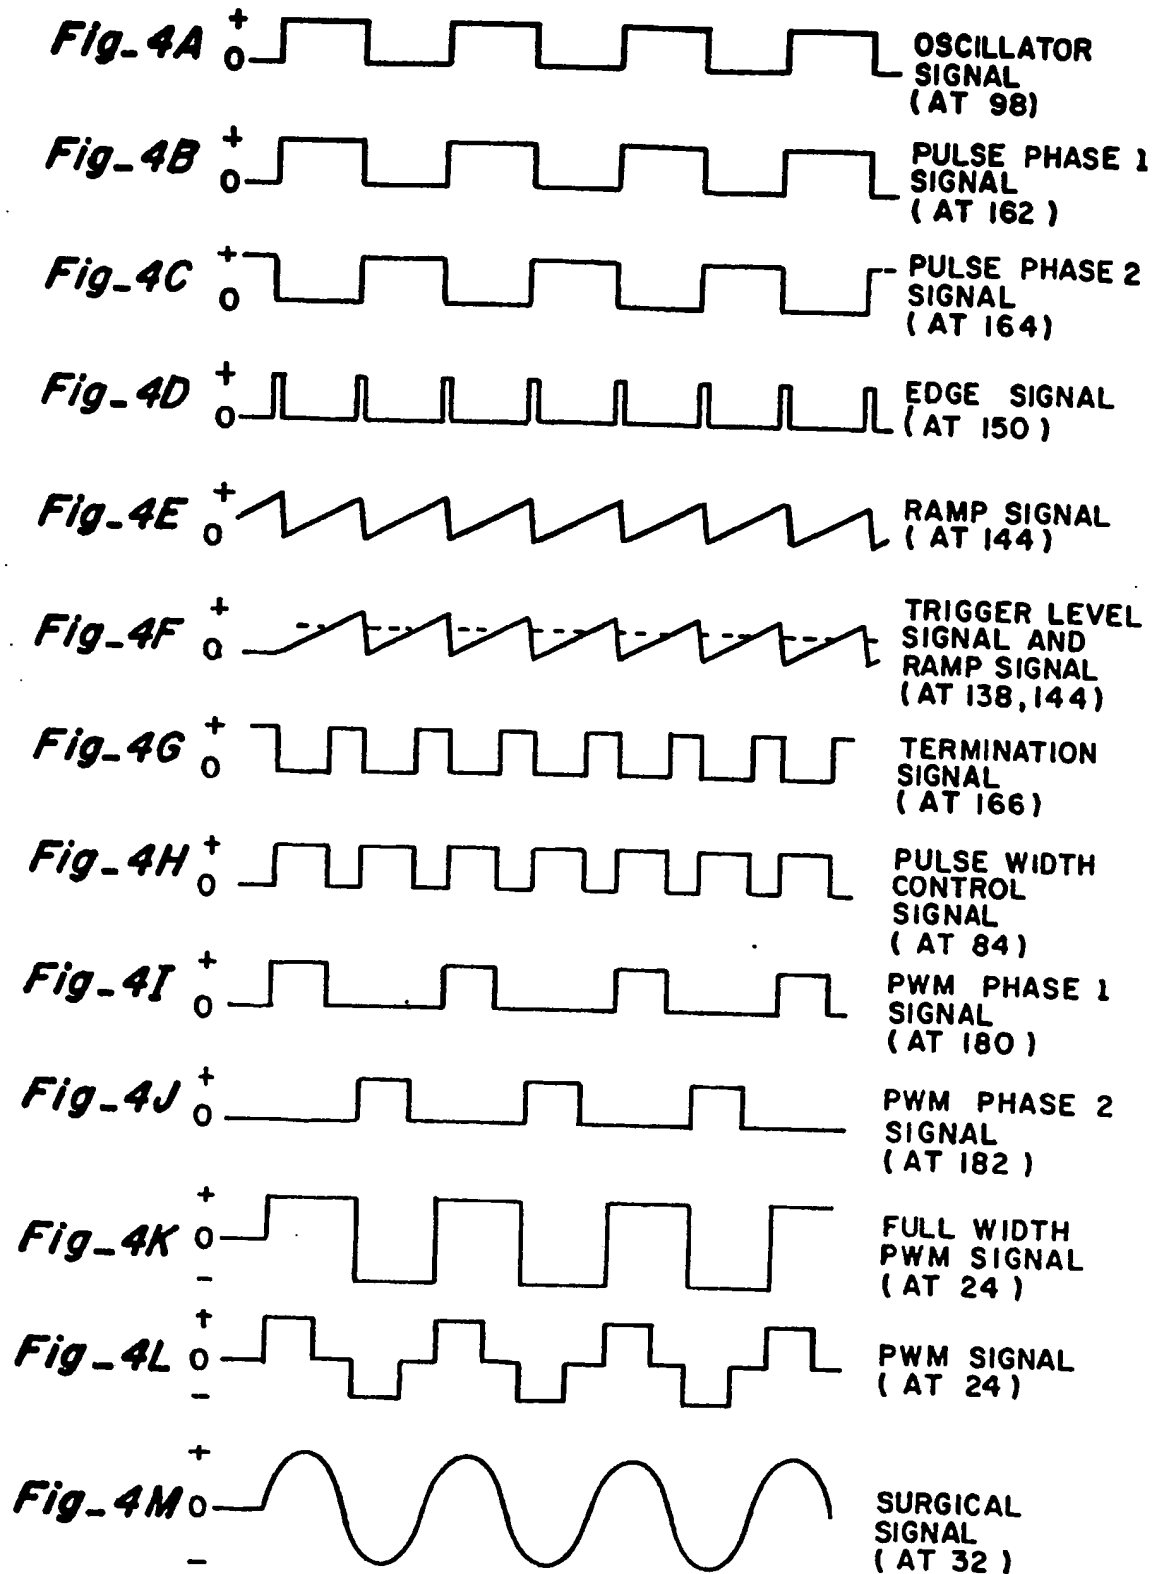 Fig_4A + 0 OSCILLATOR
SIGNAL
(AT 98)
Fig_4B + 0 PULSE PHASE 1
SIGNAL
(AT 162)
Fig_4C + 0 PULSE PHASE 2
SIGNAL
(AT 164)
Fig_4D + 0 EDGE SIGNAL
(AT 150)
Fig_4E + 0 RAMP SIGNAL
(AT 144)
Fig_4F + 0 TRIGGER LEVEL
SIGNAL AND
RAMP SIGNAL
(AT 138,144)
Fig_4G + 0 TERMINATION
SIGNAL
(AT 166)
Fig_4H + 0 PULSE WIDTH
CONTROL
SIGNAL
(AT 84)
Fig_4I + 0 PWM PHASE 1
SIGNAL
(AT 180)
Fig_4J + 0 PWM PHASE 2
SIGNAL
(AT 182)
Fig_4K + 0 - FULL WIDTH
PWM SIGNAL
(AT 24)
Fig_4L + 0 - PWM SIGNAL
(AT 24)
Fig_4M + 0 - SURGICAL
SIGNAL
(AT 32)